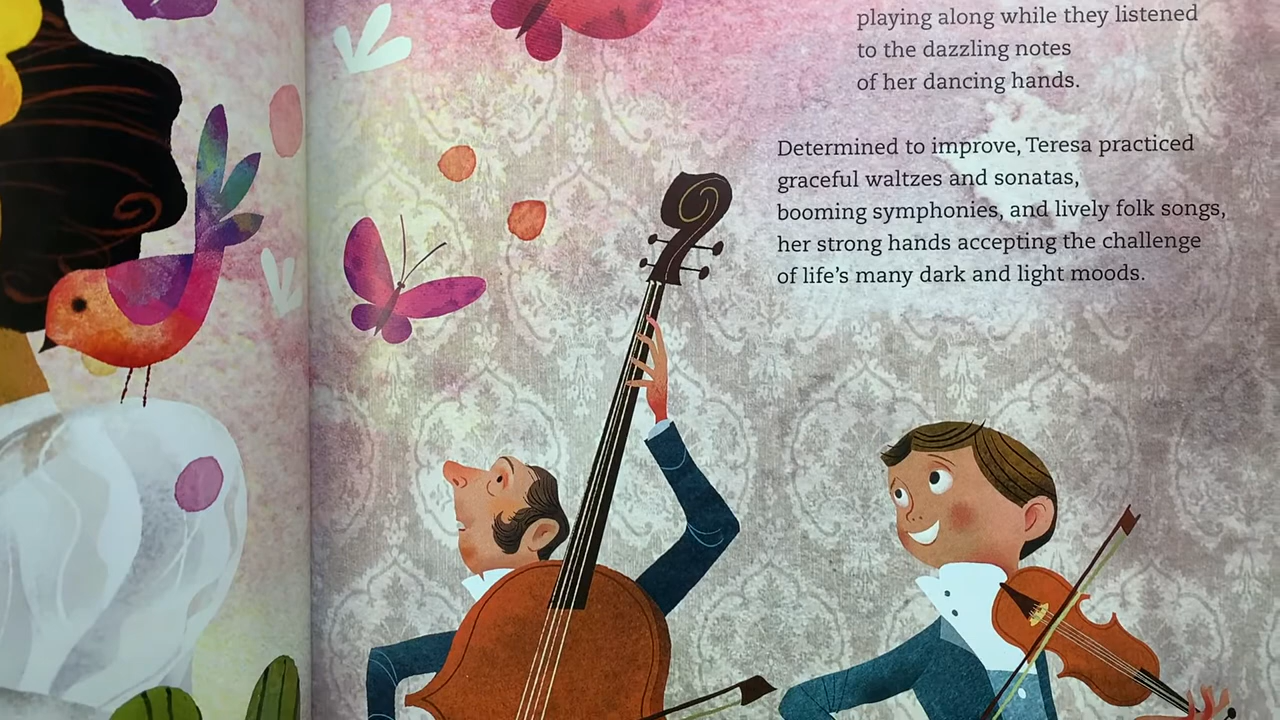 playing along while they listened
to the dazzling notes
of her dancing hands.
Determined to improve, Teresa practiced
graceful waltzes and sonatas,
booming symphonies, and lively folk songs,
her strong hands accepting the challenge
of life’s many dark and light moods.